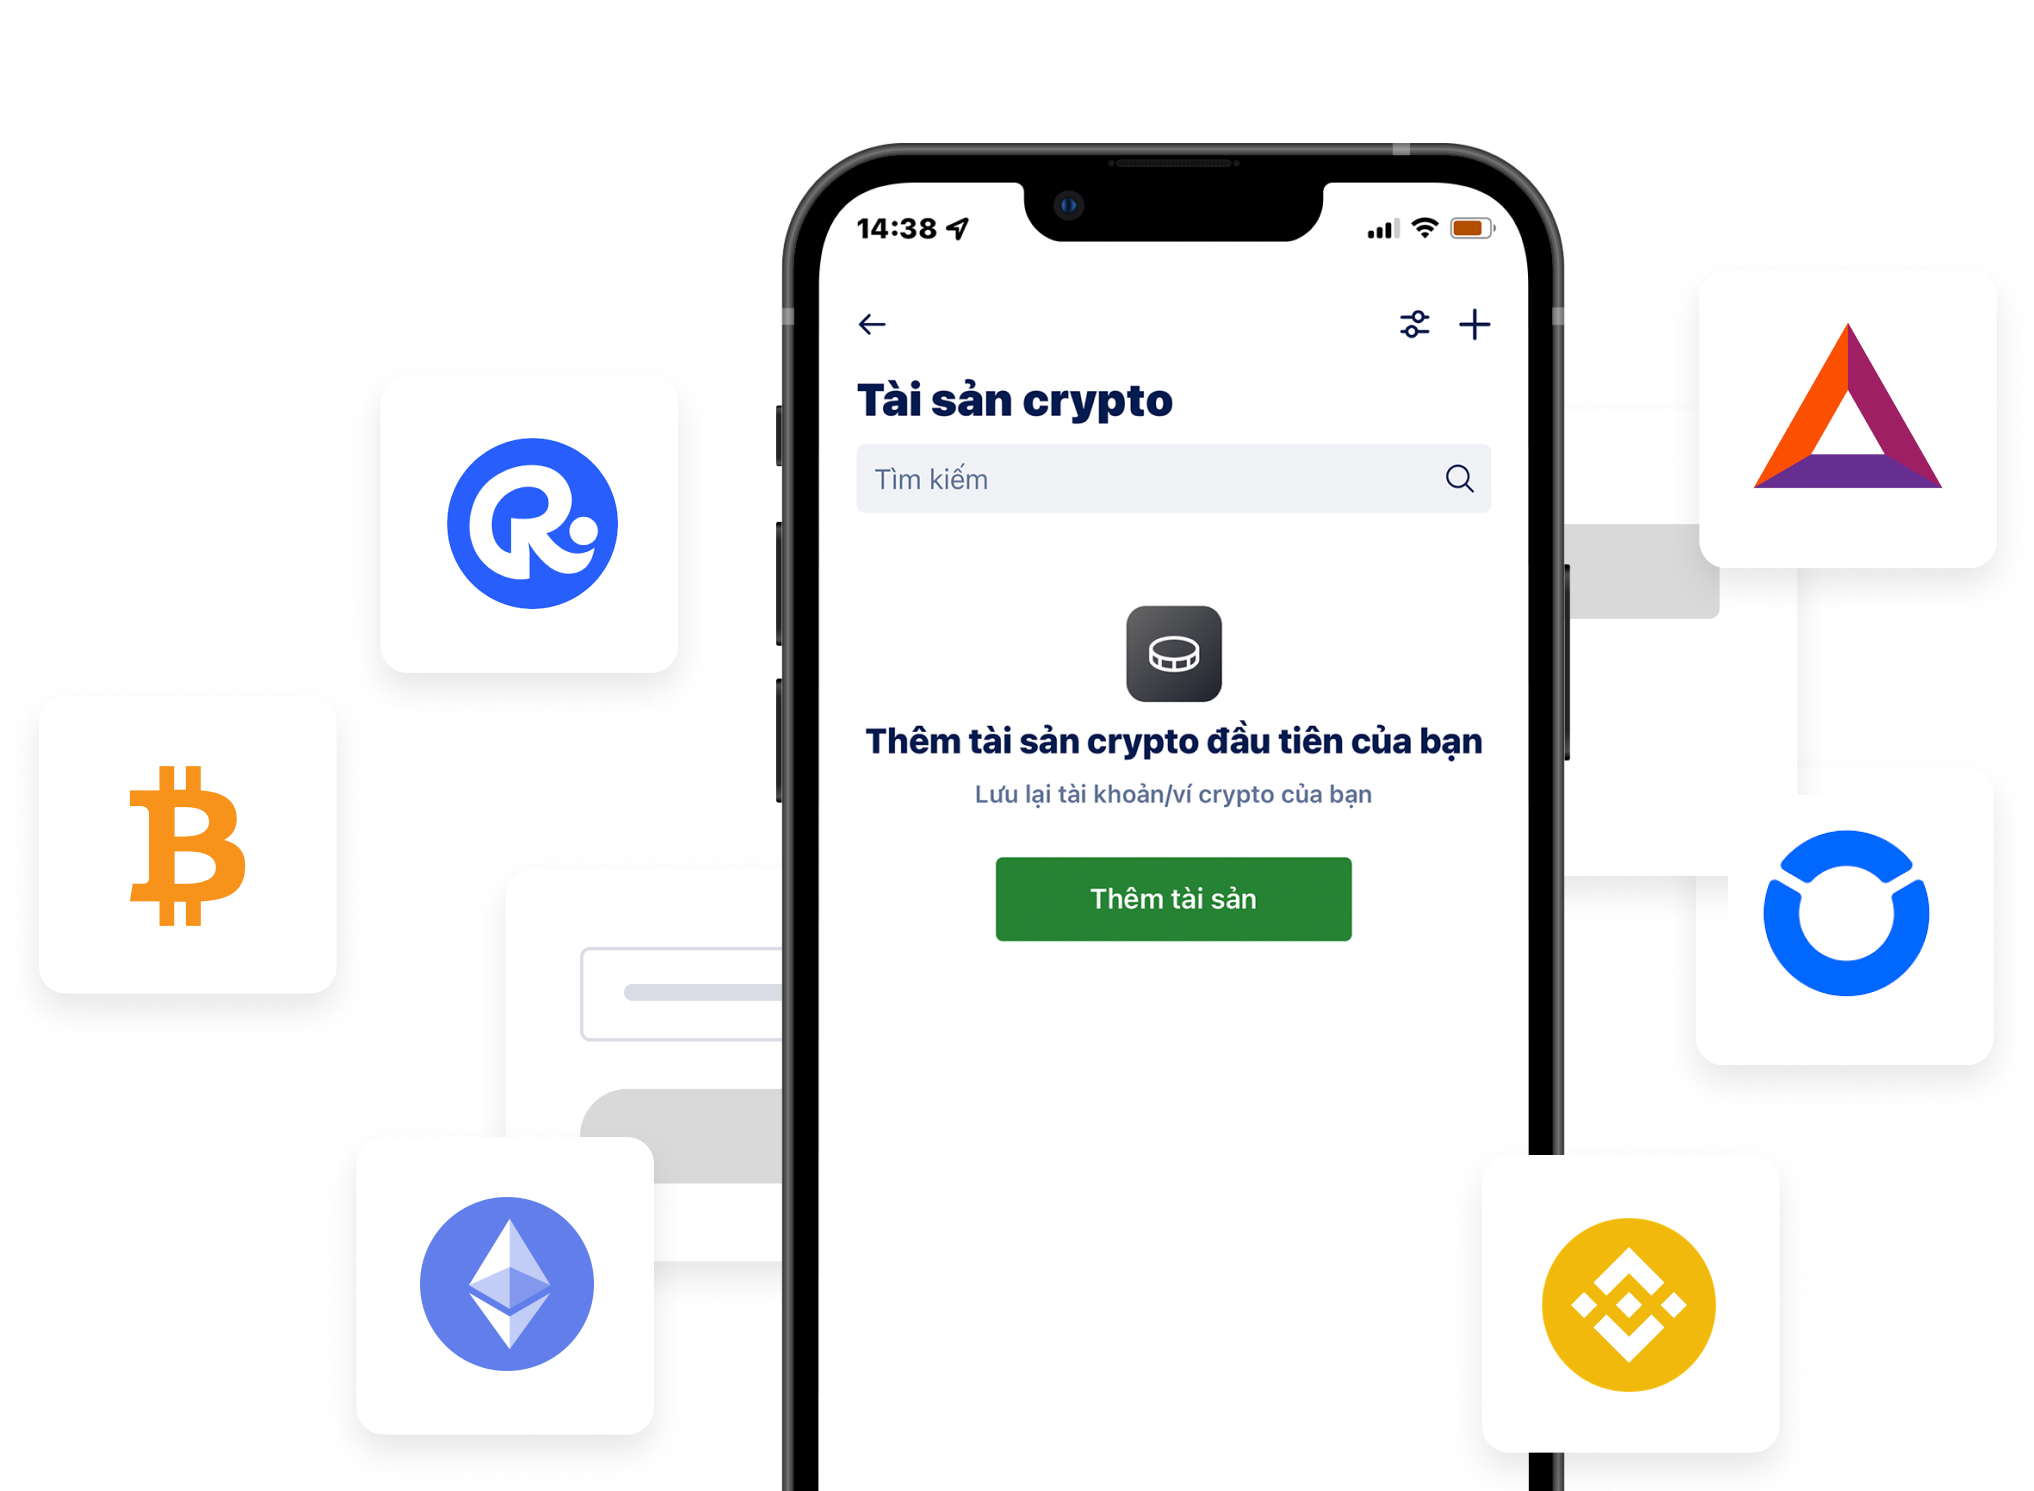 14:38
Tài sản crypto
Tìm kiếm
Thêm tài sản crypto đầu tiên của bạn
Lưu lại tài khoản/ví crypto của bạn
Thêm tài sản